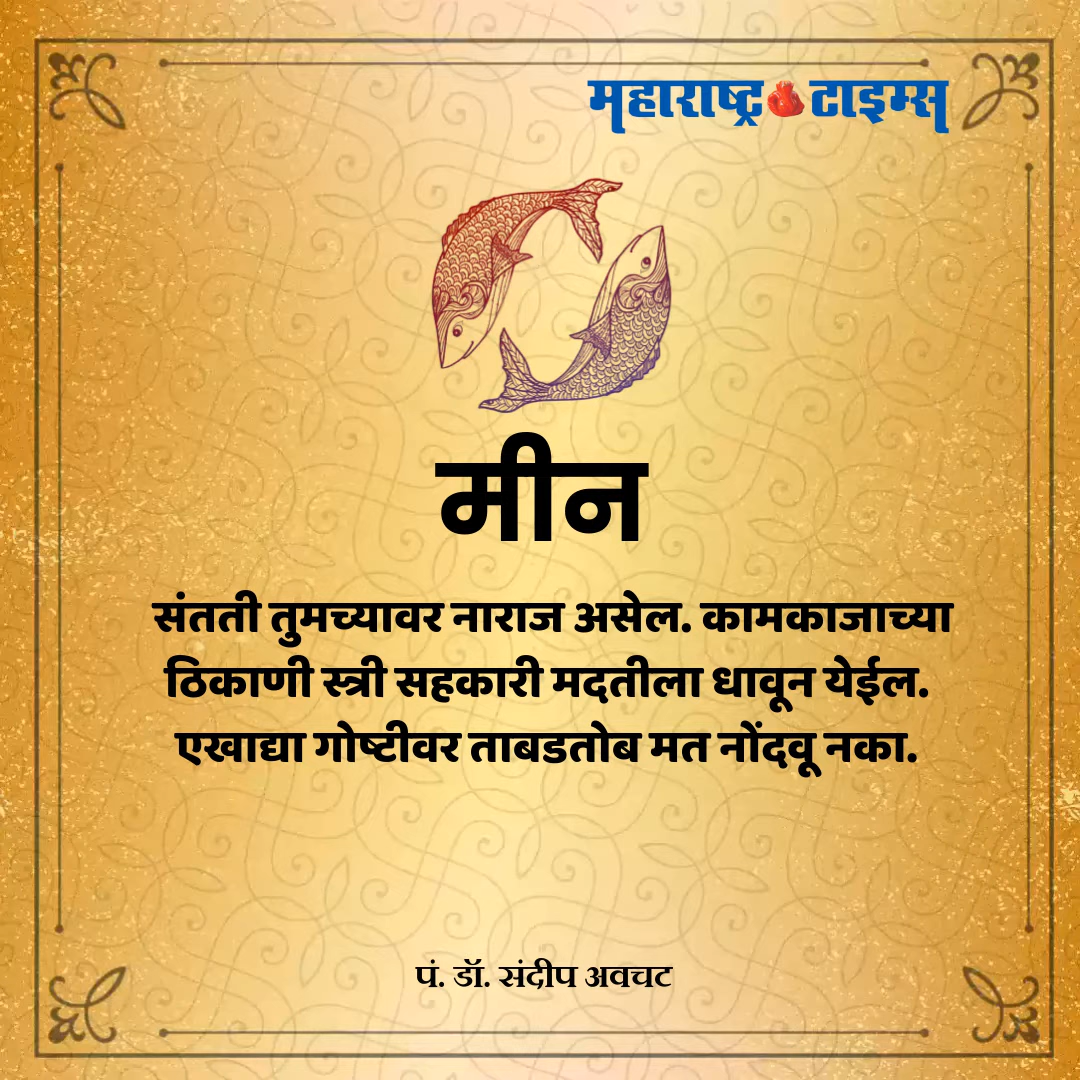 महाराष्ट्र टाइम्स
मीन
संतती तुमच्यावर नाराज असेल. कामकाजाच्या
ठिकाणी स्त्री सहकारी मदतीला धावून येईल.
एखाद्या गोष्टीवर ताबडतोब मत नोंदवू नका.
पं. डॉ. संदीप अवचट